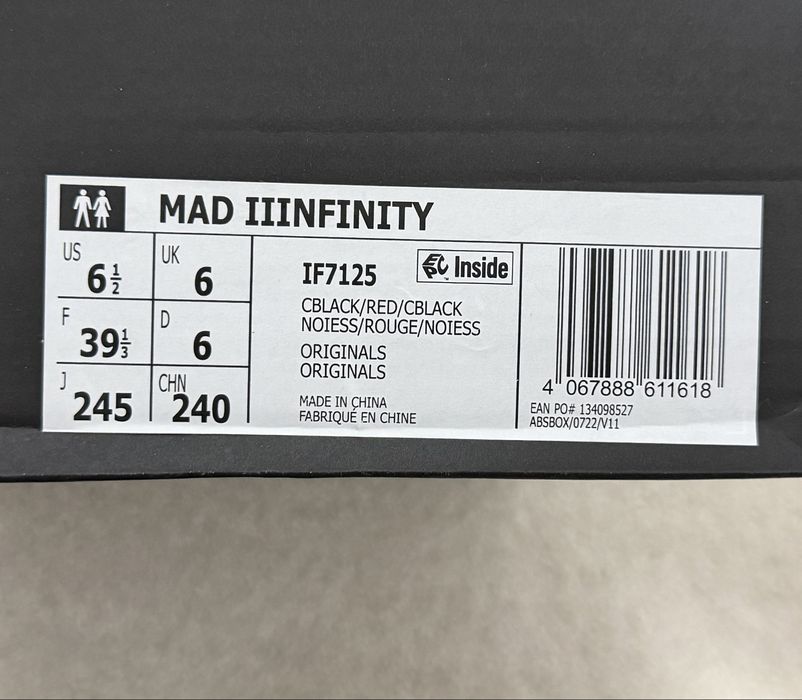 MAD IIINFINITY
US
6 1/2
UK
6
F
39 1/3
D
6
J
245
CHN
240
IF7125
Inside
CBLACK/RED/CBLACK
NOIESS/ROUGE/NOIESS
ORIGINALS
ORIGINALS
MADE IN CHINA
FABRIQUÉ EN CHINE
4 067888 611618
EAN PO# 134098527
ABSBOX/0722/V11